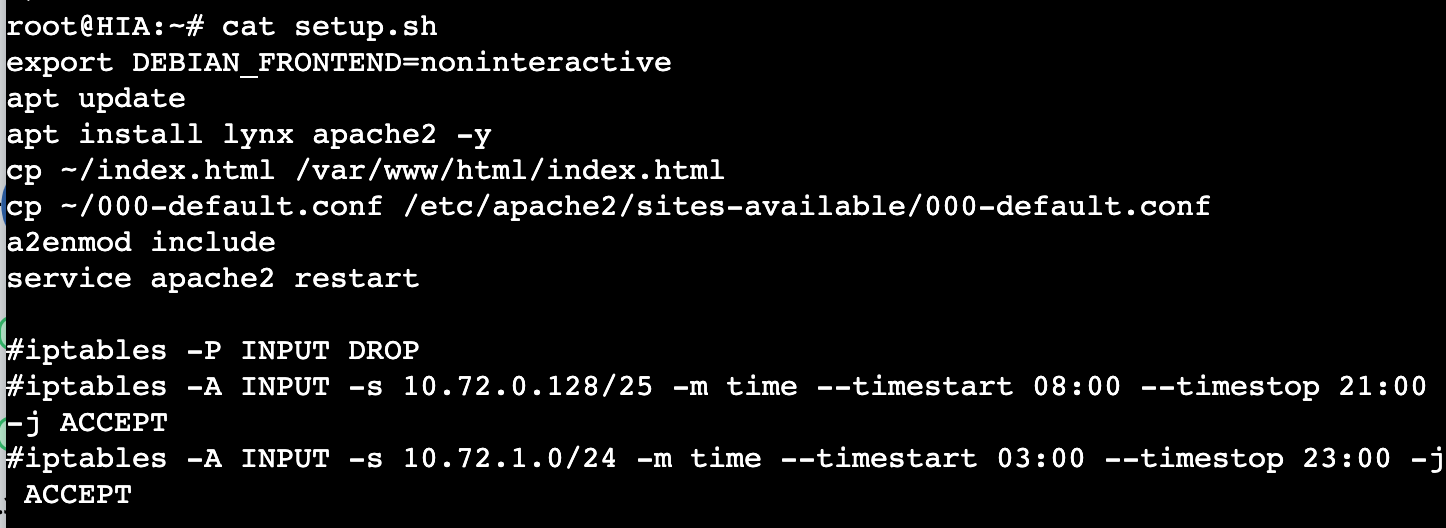 root@HIA:~# cat setup.sh
export DEBIAN_FRONTEND=noninteractive
apt update
apt install lynx apache2 -y
cp ~/index.html /var/www/html/index.html
cp ~/000-default.conf /etc/apache2/sites-available/000-default.conf
a2enmod include
service apache2 restart
#iptables -P INPUT DROP
#iptables -A INPUT -s 10.72.0.128/25 -m time --timestart 08:00 --timestop 21:00
-j ACCEPT
#iptables -A INPUT -s 10.72.1.0/24 -m time --timestart 03:00 --timestop 23:00 -j
ACCEPT